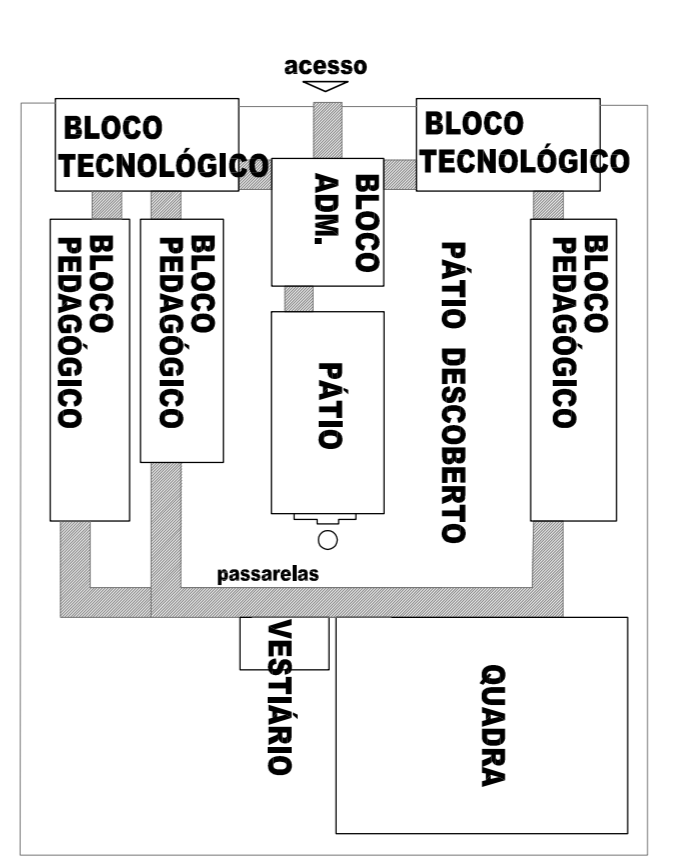 acesso
BLOCO
TECNOLÓGICO
BLOCO
TECNOLÓGICO
BLOCO
ADM.
BLOCO
PEDAGÓGICO
BLOCO
PEDAGÓGICO
PÁTIO
PÁTIO DESCOBERTO
BLOCO
PEDAGÓGICO
passarelas
VESTIÁRIO
QUADRA